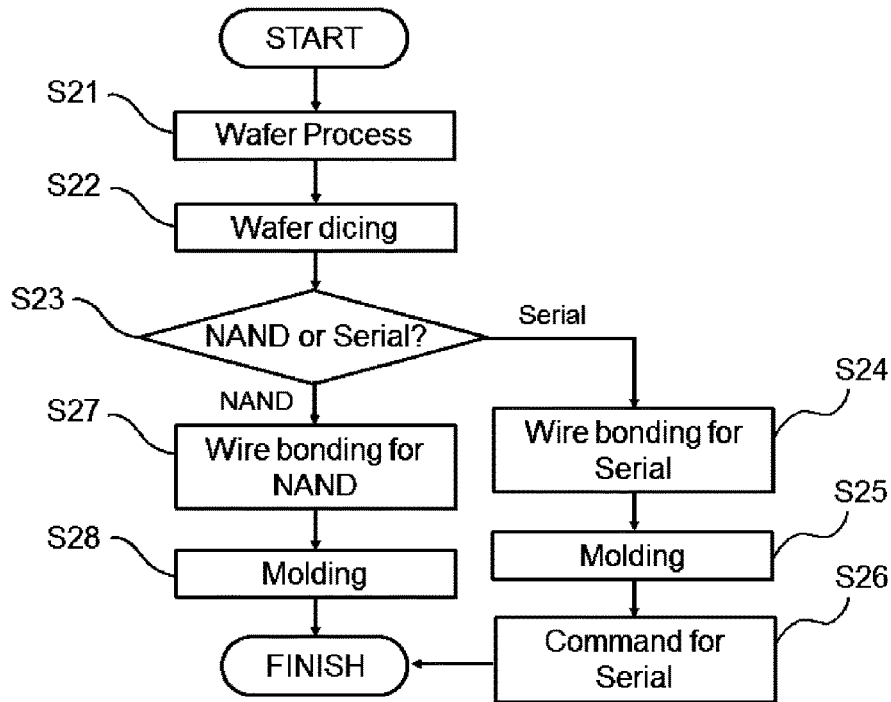 START
S21
Wafer Process
S22
Wafer dicing
S23
NAND or Serial?
Serial
NAND
S24
S27
Wire bonding for
NAND
Wire bonding for
Serial
S25
S28
Molding
Molding
S26
FINISH
Command for
Serial